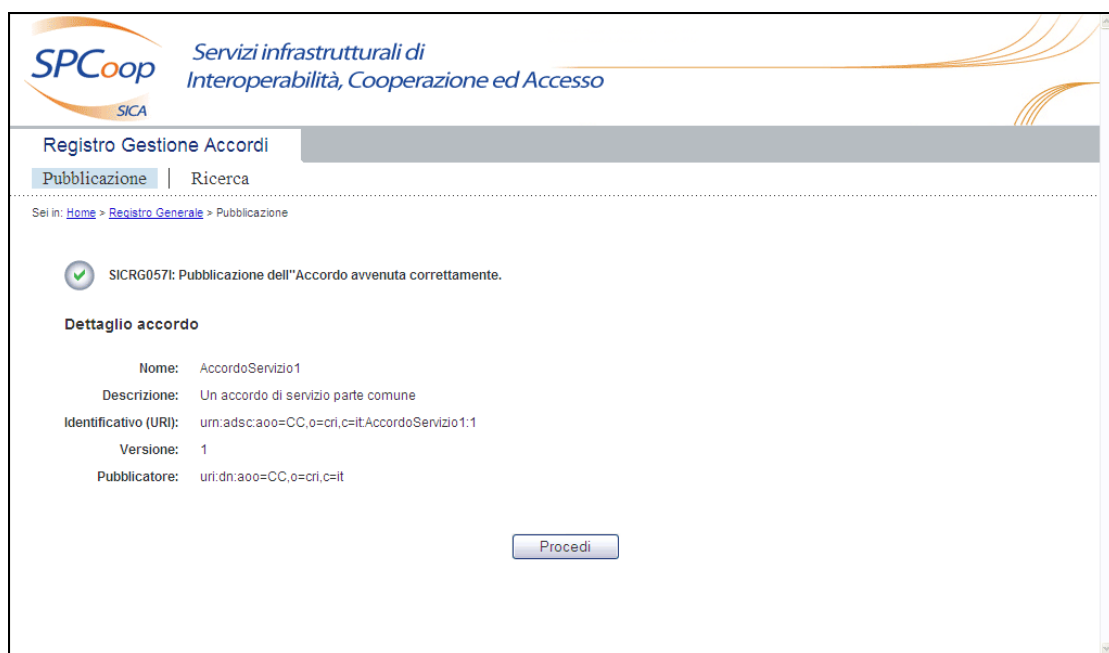 SPCoop
SICA
Servizi infrastrutturali di
Interoperabilità, Cooperazione ed Accesso
Registro Gestione Accordi
Pubblicazione | Ricerca
Sei in: Home > Registro Generale > Pubblicazione
SICRG057I: Pubblicazione dell"Accordo avvenuta correttamente.
Dettaglio accordo
Nome: AccordoServizio1
Descrizione: Un accordo di servizio parte comune
Identificativo (URI): urn:adsc:aoo=CC,o=cri,c=it:AccordoServizio1:1
Versione: 1
Pubblicatore: uri:dn:aoo=CC,o=cri,c=it
Procedi